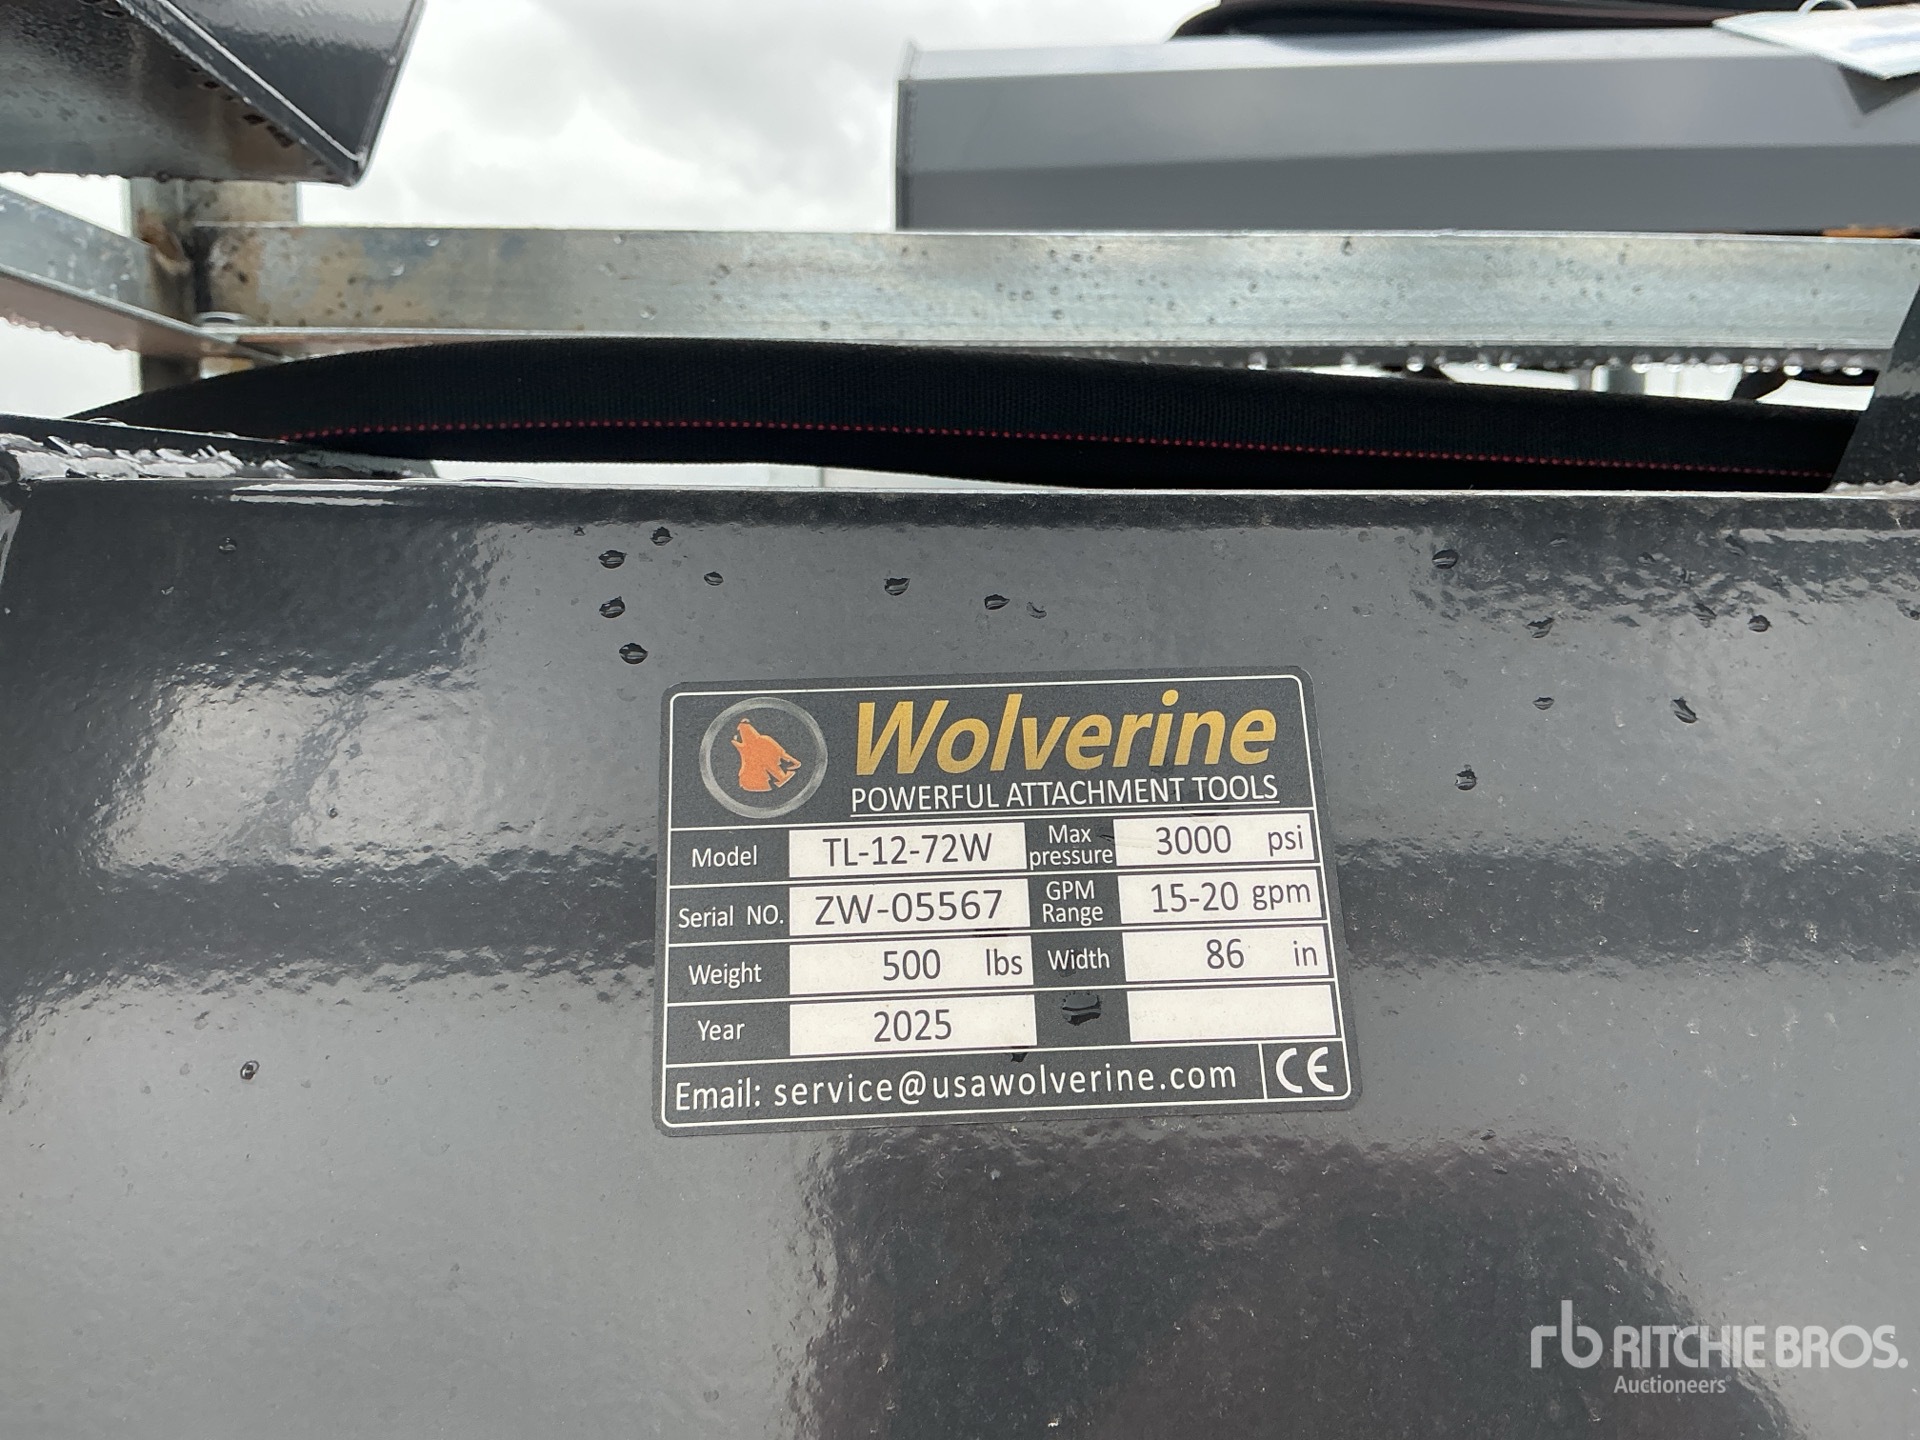 Wolverine
POWERFUL ATTACHMENT TOOLS
Model TL-12-72W Max pressure 3000 psi
Serial NO. ZW-05567 GPM Range 15-20 gpm
Weight 500 lbs Width 86 in
Year 2025
Email: service@usawolverine.com CE
rb RITCHIE BROS.
Auctioneers